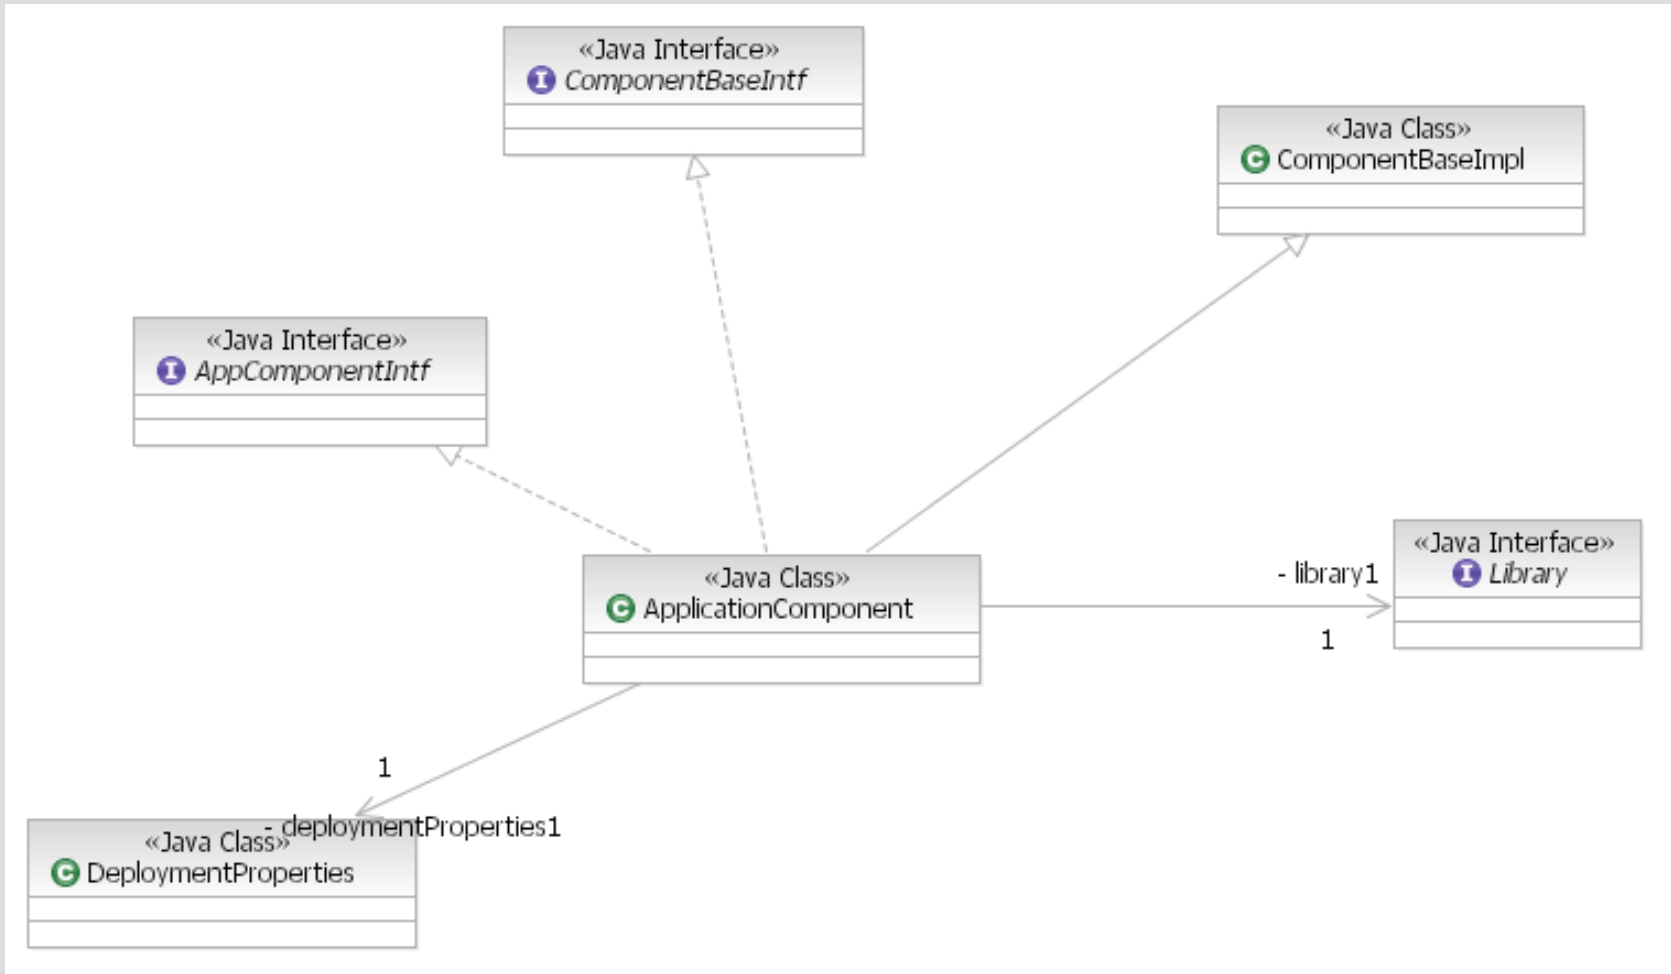 «Java Interface»
I ComponentBaseIntf
«Java Class»
C ComponentBaseImpl
«Java Interface»
I AppComponentIntf
«Java Interface»
I Library
- library1
1
«Java Class»
C ApplicationComponent
1
- deploymentProperties1
«Java Class»
C DeploymentProperties